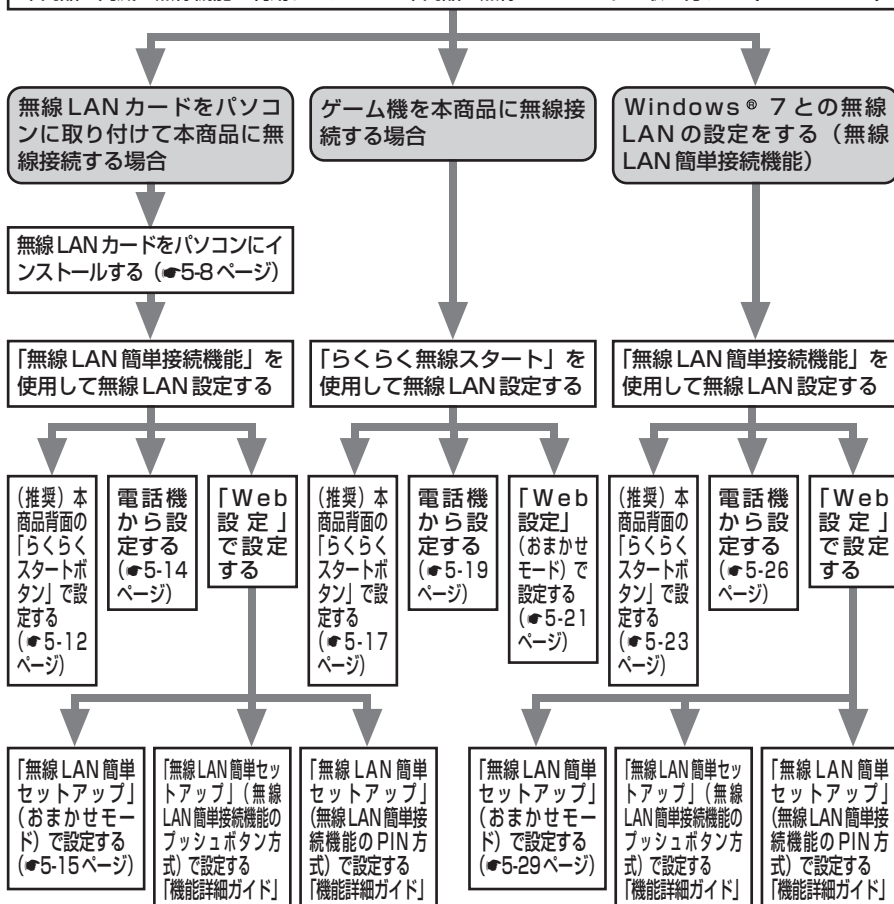 無線LANカードをパソコ
ンに取り付けて本商品に無
線接続する場合
ゲーム機を本商品に無線接
続する場合
Windows® 7との無線
LANの設定をする（無線
LAN簡単接続機能）
無線LANカードをパソコンにイ
ンストールする（☛5-8ページ）
「無線LAN簡単接続機能」を
使用して無線LAN設定する
「らくらく無線スタート」を
使用して無線LAN設定する
「無線LAN簡単接続機能」を
使用して無線LAN設定する
（推奨）本
商品背面の
「らくらく
スタートボ
タン」で設
定する
（☛5-12
ページ）
電話機
から設
定する
（☛5-14
ページ）
「Web
設定」
で設定
する
（推奨）本
商品背面の
「らくらく
スタートボ
タン」で設
定する
（☛5-17
ページ）
電話機
から設
定する
（☛5-19
ページ）
「Web
設定」
（おまかせ
モード）で
設定する
（☛5-21
ページ）
（推奨）本
商品背面の
「らくらく
スタートボ
タン」で設
定する
（☛5-23
ページ）
電話機
から設
定する
（☛5-26
ページ）
「Web
設定」
で設定
する
「無線LAN簡単
セットアップ」
（おまかせモー
ド）で設定する
（☛5-15ページ）
「無線LAN簡単セッ
トアップ」（無線
LAN簡単接続機能の
プッシュボタン方
式）で設定する
「機能詳細ガイド」
「無線LAN簡単
セットアップ」
（無線LAN簡単接
続機能のPIN方
式）で設定する
「機能詳細ガイド」
「無線LAN簡単
セットアップ」
（おまかせモー
ド）で設定する
（☛5-29ページ）
「無線LAN簡単セッ
トアップ」（無線
LAN簡単接続機能の
プッシュボタン方
式）で設定する
「機能詳細ガイド」
「無線LAN簡単
セットアップ」
（無線LAN簡単接
続機能のPIN方
式）で設定する
「機能詳細ガイド」